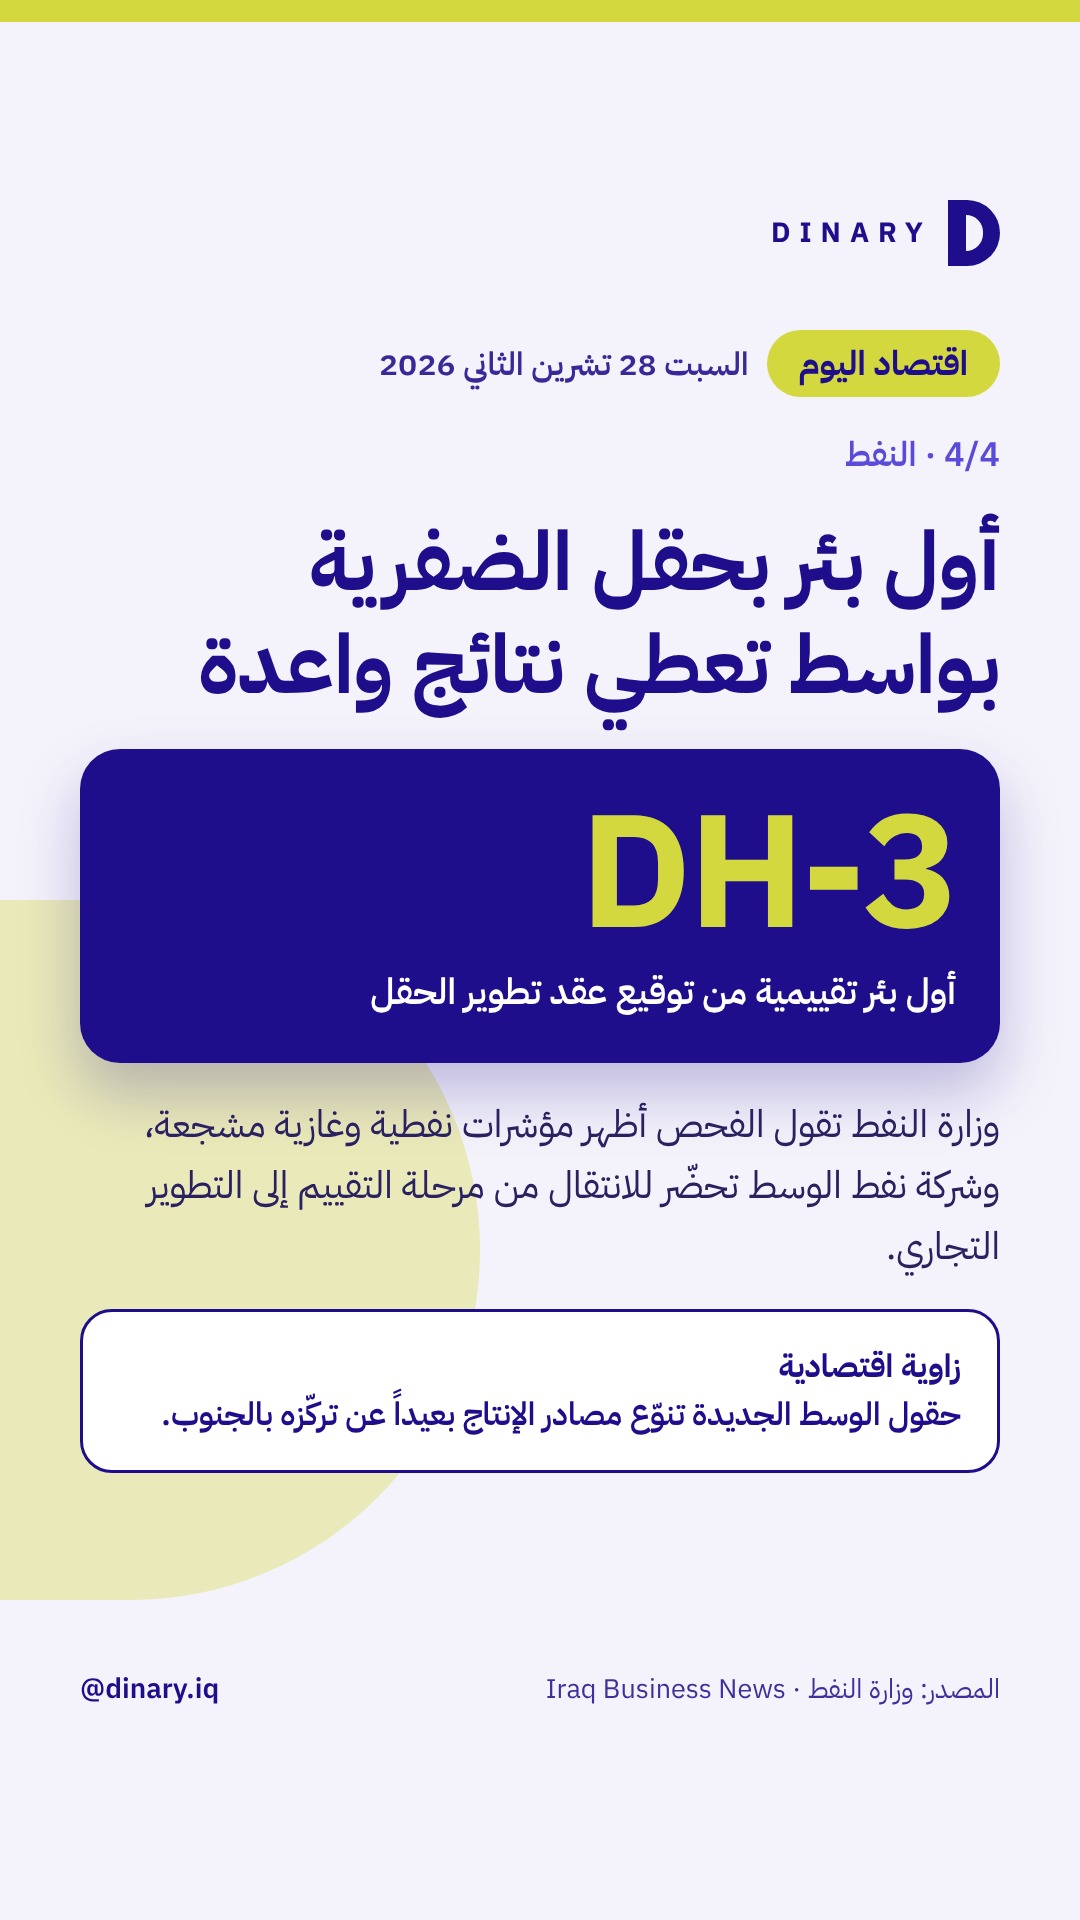 DINARY
اقتصاد اليوم السبت 28 تشرين الثاني 2026
4/4 · النفط
أول بئر بحقل الضفرية
بواسط تعطي نتائج واعدة
DH-3
أول بئر تقييمية من توقيع عقد تطوير الحقل
وزارة النفط تقول الفحص أظهر مؤشرات نفطية وغازية مشجعة،
وشركة نفط الوسط تحضّر للانتقال من مرحلة التقييم إلى التطوير
التجاري.
زاوية اقتصادية
حقول الوسط الجديدة تنوّع مصادر الإنتاج بعيداً عن تركّزه بالجنوب.
المصدر: وزارة النفط · Iraq Business News
@dinary.iq